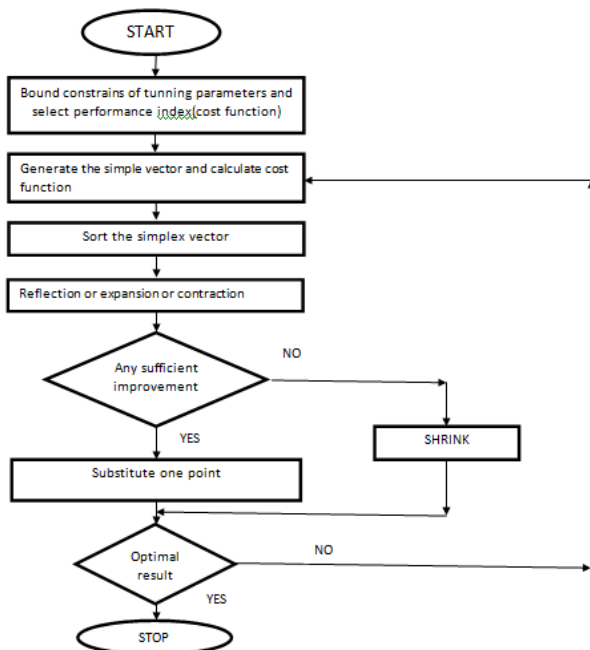 START
Bound constrains of tunning parameters and
select performance index(cost function)
Generate the simple vector and calculate cost
function
Sort the simplex vector
Reflection or expansion or contraction
Any sufficient
improvement
NO
YES
SHRINK
Substitute one point
Optimal
result
NO
YES
STOP